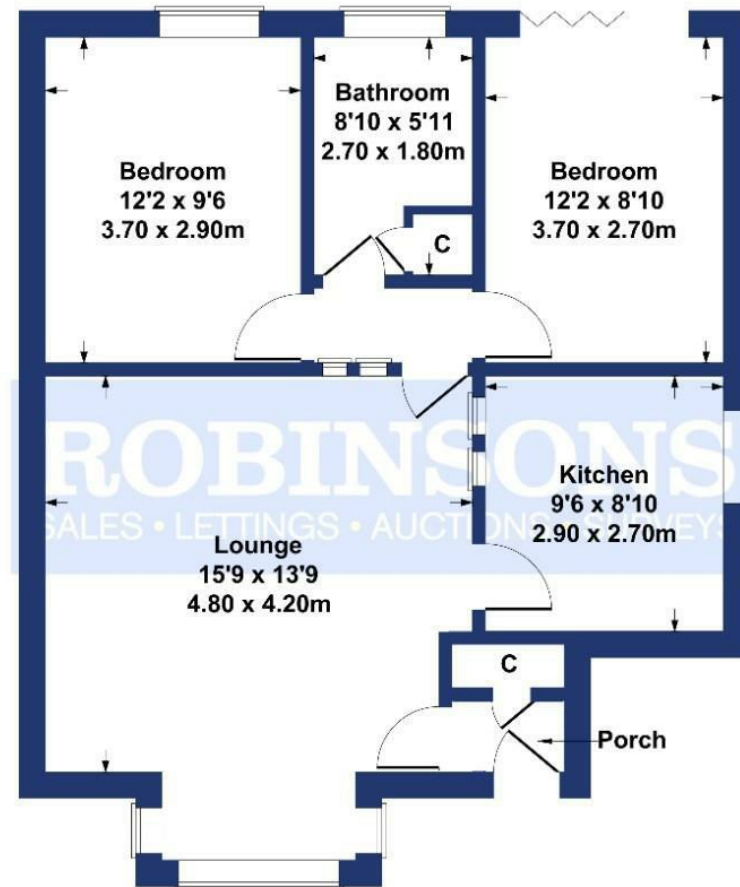 Bathroom
8'10 x 5'11
2.70 x 1.80m
Bedroom
12'2 x 9'6
3.70 x 2.90m
Bedroom
12'2 x 8'10
3.70 x 2.70m
C
ROBINSONS
SALES • LETTINGS • AUCTIONS • SURVEYS
Kitchen
9'6 x 8'10
2.90 x 2.70m
Lounge
15'9 x 13'9
4.80 x 4.20m
C
Porch